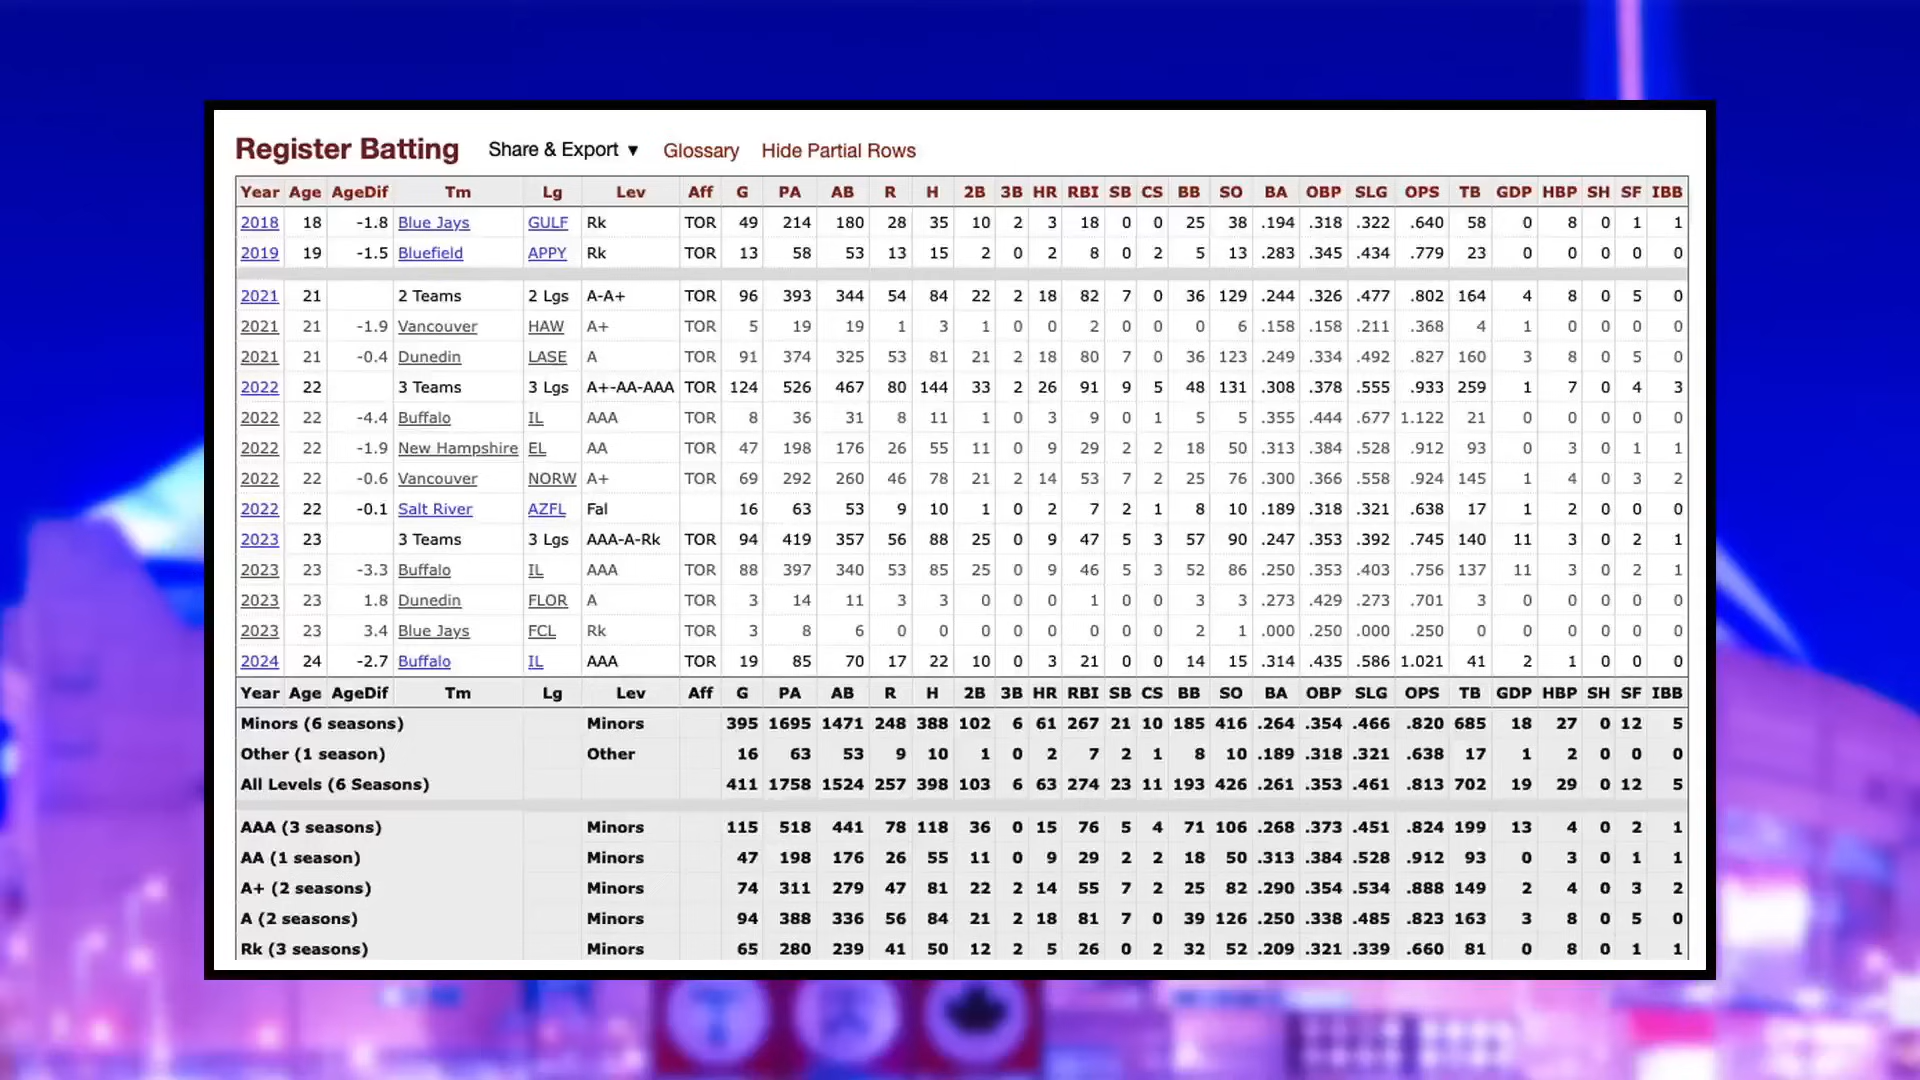 Register Batting Share & Export ▼ Glossary Hide Partial Rows
Year Age AgeDif Tm Lg Lev Aff G PA AB R H 2B 3B HR RBI SB CS BB SO BA OBP SLG OPS TB GDP HBP SH SF IBB
2018 18 -1.8 Blue Jays GULF Rk TOR 49 214 180 28 35 10 2 3 18 0 0 25 38 .194 .318 .322 .640 58 0 8 0 1 1
2019 19 -1.5 Bluefield APPY Rk TOR 13 58 53 13 15 2 0 2 8 0 2 5 13 .283 .345 .434 .779 23 0 0 0 0 0
2021 21 2 Teams 2 Lgs A-A+ TOR 96 393 344 54 84 22 2 18 82 7 0 36 129 .244 .326 .477 .802 164 4 8 0 5 0
2021 21 -1.9 Vancouver HAW A+ TOR 5 19 19 1 3 1 0 0 2 0 0 0 6 .158 .158 .211 .368 4 1 0 0 0 0
2021 21 -0.4 Dunedin LASE A TOR 91 374 325 53 81 21 2 18 80 7 0 36 123 .249 .334 .492 .827 160 3 8 0 5 0
2022 22 3 Teams 3 Lgs A+-AA-AAA TOR 124 526 467 80 144 33 2 26 91 9 5 48 131 .308 .378 .555 .933 259 1 7 0 4 3
2022 22 -4.4 Buffalo IL AAA TOR 8 36 31 8 11 1 0 3 9 0 1 5 5 .355 .444 .677 1.122 21 0 0 0 0 0
2022 22 -1.9 New Hampshire EL AA TOR 47 198 176 26 55 11 0 9 29 2 2 18 50 .313 .384 .528 .912 93 0 3 0 1 1
2022 22 -0.6 Vancouver NORW A+ TOR 69 292 260 46 78 21 2 14 53 7 2 25 76 .300 .366 .558 .924 145 1 4 0 3 2
2022 22 -0.1 Salt River AZFL Fal 16 63 53 9 10 1 0 2 7 2 1 8 10 .189 .318 .321 .638 17 1 2 0 0 0
2023 23 3 Teams 3 Lgs AAA-A-Rk TOR 94 419 357 56 88 25 0 9 47 5 3 57 90 .247 .353 .392 .745 140 11 3 0 2 1
2023 23 -3.3 Buffalo IL AAA TOR 88 397 340 53 85 25 0 9 46 5 3 52 86 .250 .353 .403 .756 137 11 3 0 2 1
2023 23 1.8 Dunedin FLOR A TOR 3 14 11 3 3 0 0 0 1 0 0 3 3 .273 .429 .273 .701 3 0 0 0 0 0
2023 23 3.4 Blue Jays FCL Rk TOR 3 8 6 0 0 0 0 0 0 0 0 2 1 .000 .250 .000 .250 0 0 0 0 0 0
2024 24 -2.7 Buffalo IL AAA TOR 19 85 70 17 22 10 0 3 21 0 0 14 15 .314 .435 .586 1.021 41 2 1 0 0 0
Year Age AgeDif Tm Lg Lev Aff G PA AB R H 2B 3B HR RBI SB CS BB SO BA OBP SLG OPS TB GDP HBP SH SF IBB
Minors (6 seasons) Minors 395 1695 1471 248 388 102 6 61 267 21 10 185 416 .264 .354 .466 .820 685 18 27 0 12 5
Other (1 season) Other 16 63 53 9 10 1 0 2 7 2 1 8 10 .189 .318 .321 .638 17 1 2 0 0 0
All Levels (6 Seasons) 411 1758 1524 257 398 103 6 63 274 23 11 193 426 .261 .353 .461 .813 702 19 29 0 12 5
AAA (3 seasons) Minors 115 518 441 78 118 36 0 15 76 5 4 71 106 .268 .373 .451 .824 199 13 4 0 2 1
AA (1 season) Minors 47 198 176 26 55 11 0 9 29 2 2 18 50 .313 .384 .528 .912 93 0 3 0 1 1
A+ (2 seasons) Minors 74 311 279 47 81 22 2 14 55 7 2 25 82 .290 .354 .534 .888 149 2 4 0 3 2
A (2 seasons) Minors 94 388 336 56 84 21 2 18 81 7 0 39 126 .250 .338 .485 .823 163 3 8 0 5 0
Rk (3 seasons) Minors 65 280 239 41 50 12 2 5 26 0 2 32 52 .209 .321 .339 .660 81 0 8 0 1 1